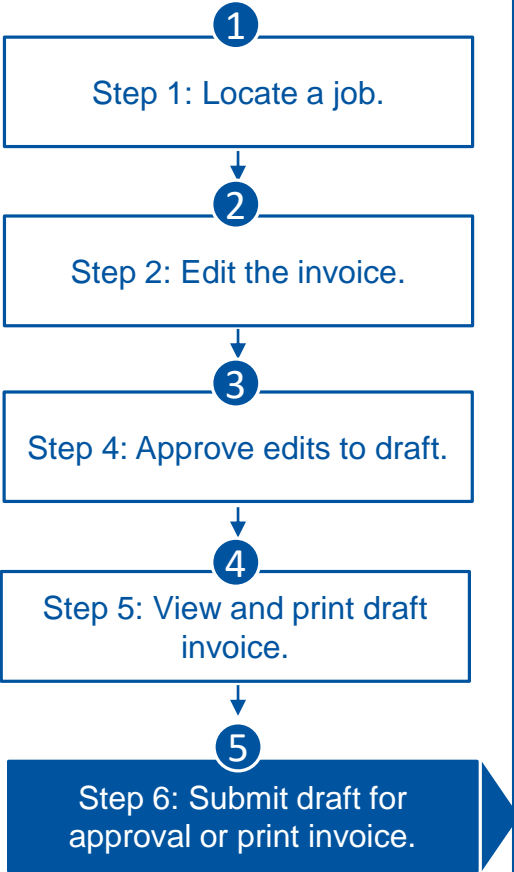 1
Step 1: Locate a job.
2
Step 2: Edit the invoice.
3
Step 4: Approve edits to draft.
4
Step 5: View and print draft
invoice.
5
Step 6: Submit draft for
approval or print invoice.